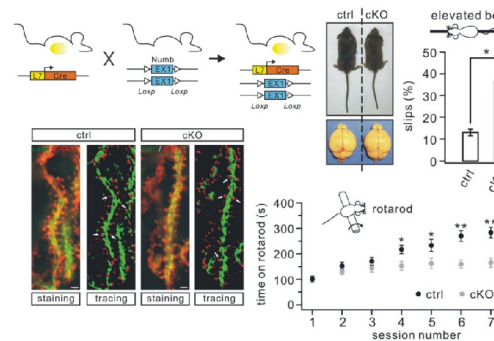 ctrl cKO
elevated be
Numb
L7 Cre
EX1
EX1
Loxp Loxp
L7 Cre
EX1
EX1
Loxp Loxp
slips (%)
50
40
30
20
10
0
*
ctrl
ctrl cKO
staining tracing staining tracing
rotarod
time on rotarod (s)
400
300
200
100
0
* * ** **
ctrl
cKO
1 2 3 4 5 6 7
session number